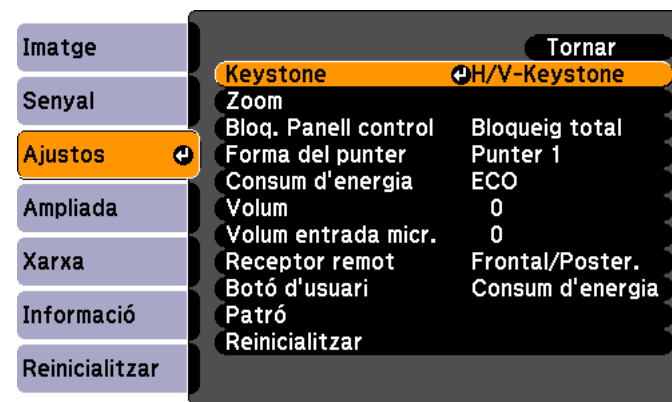 Imatge
Senyal
Ajustos
Ampliada
Xarxa
Informació
Reinicialitzar
Tornar
Keystone H/V-Keystone
Zoom
Bloq. Panell control Bloqueig total
Forma del punter Punter 1
Consum d'energia ECO
Volum 0
Volum entrada micr. 0
Receptor remot Frontal/Poster.
Botó d'usuari Consum d'energia
Patró
Reinicialitzar